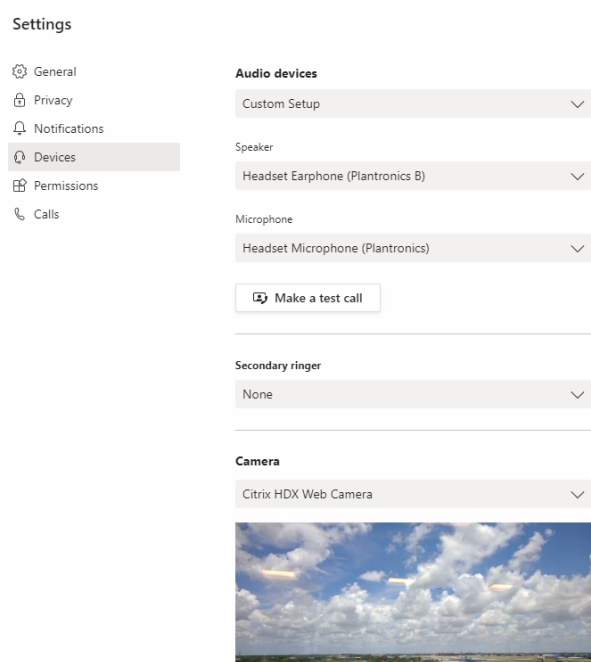 Settings
General
Privacy
Notifications
Devices
Permissions
Calls
Audio devices
Custom Setup
Speaker
Headset Earphone (Plantronics B)
Microphone
Headset Microphone (Plantronics)
Make a test call
Secondary ringer
None
Camera
Citrix HDX Web Camera